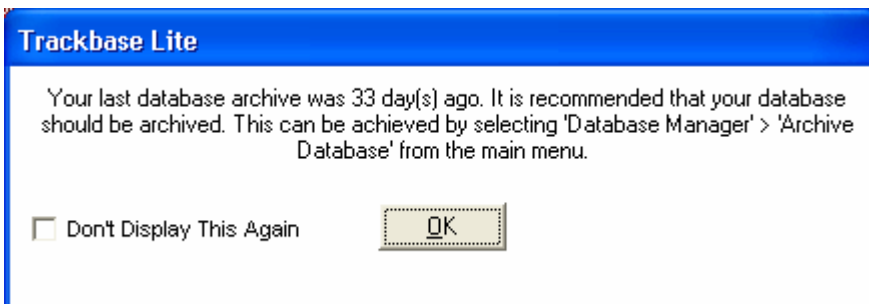 Trackbase Lite
Your last database archive was 33 day(s) ago. It is recommended that your database
should be archived. This can be achieved by selecting 'Database Manager' > 'Archive
Database' from the main menu.
Don't Display This Again
OK